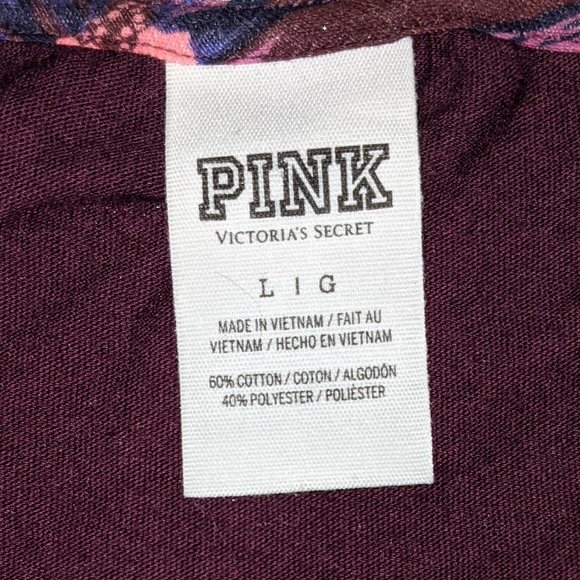 PINK
VICTORIA'S SECRET
L | G
MADE IN VIETNAM / FAIT AU
VIETNAM / HECHO EN VIETNAM
60% COTTON / COTON / ALGODÓN
40% POLYESTER / POLIÉSTER